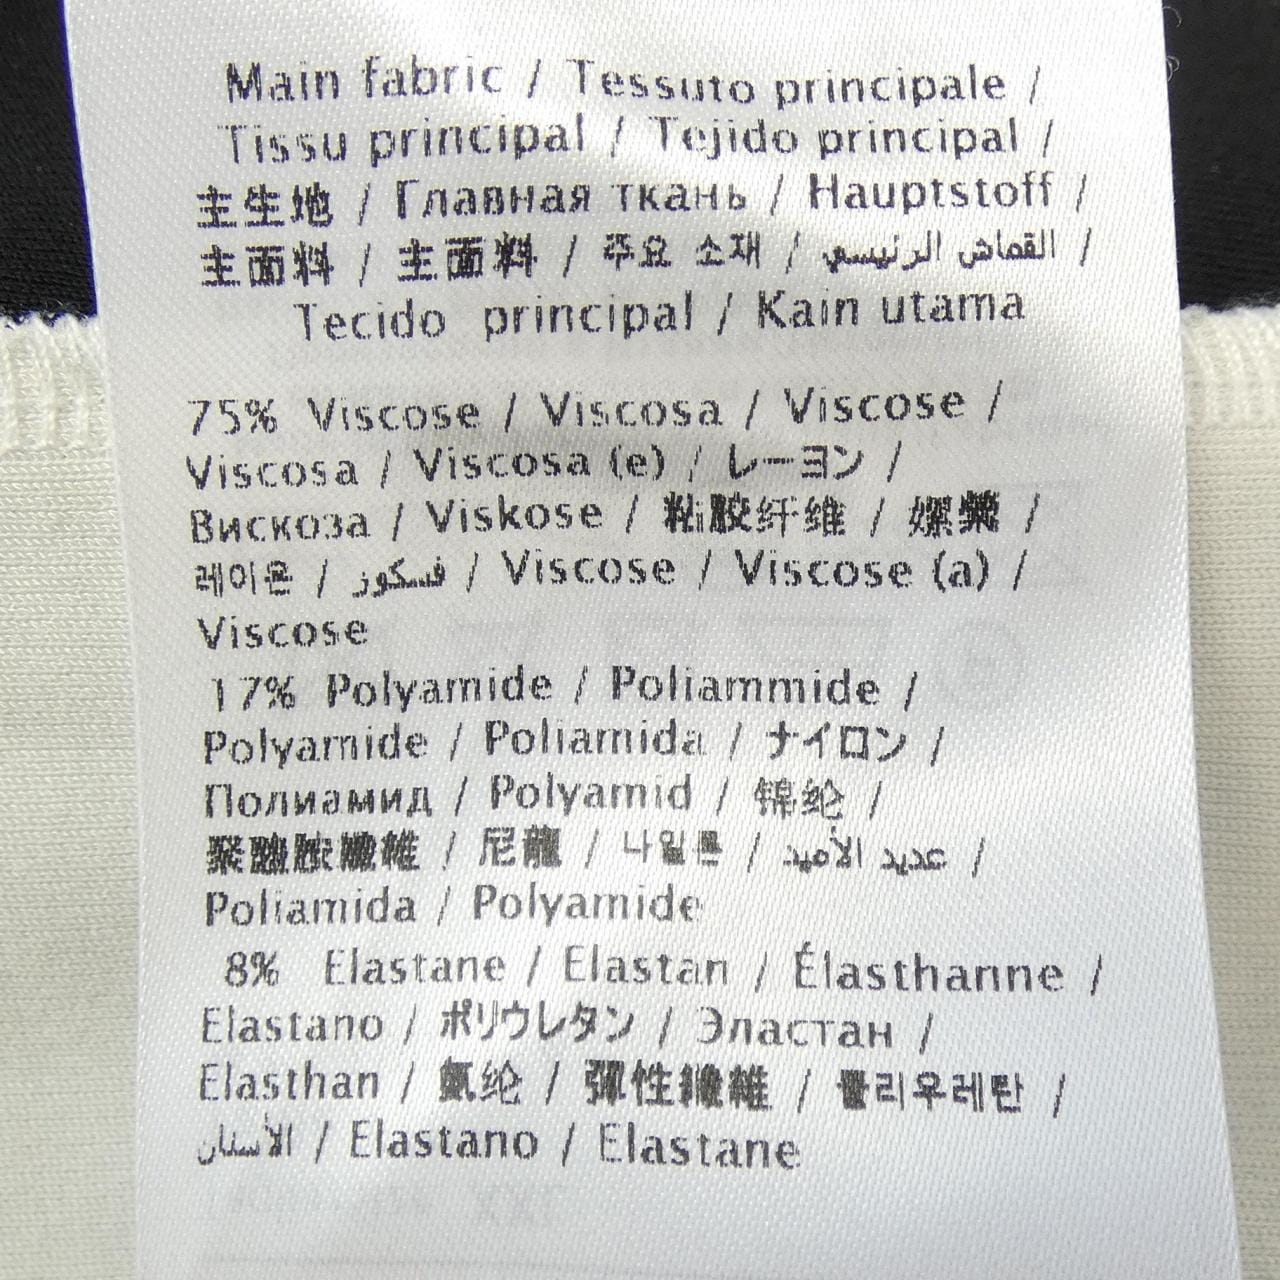 Main fabric / Tessuto principale /
Tissu principal / Tejido principal /
主生地 / Главная ткань / Hauptstoff /
主面料 / 主面料 / 주요 소재 / القماش الرئيسي /
Tecido principal / Kain utama
75% Viscose / Viscosa / Viscose /
Viscosa / Viscosa (e) / レーヨン /
Вискоза / Viskose / 粘胶纤维 / 嫘縈 /
레이온 / فسكوز / Viscose / Viscose (a) /
Viscose
17% Polyamide / Poliammide /
Polyamide / Poliamida / ナイロン /
Полиамид / Polyamid / 锦纶 /
聚醯胺纖維 / 尼龍 / 나일론 / عديد الأميد /
Poliamida / Polyamide
8% Elastane / Elastan / Élasthanne /
Elastano / ポリウレタン / Эластан /
Elasthan / 氨纶 / 彈性纖維 / 폴리우레탄 /
الأستان / Elastano / Elastane